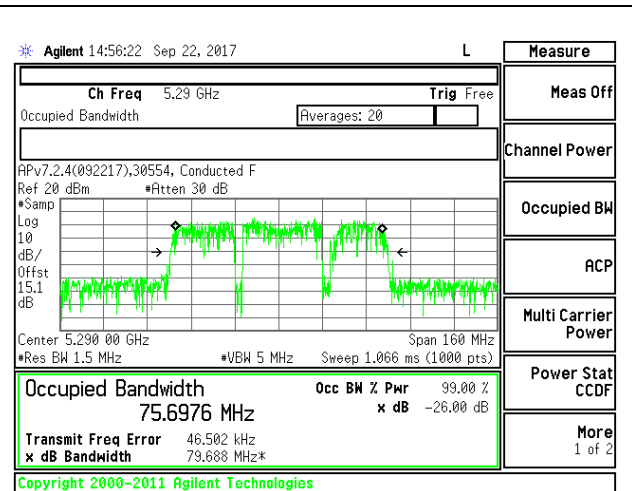 Agilent 14:56:22 Sep 22, 2017 L
Measure
Ch Freq 5.29 GHz Trig Free
Occupied Bandwidth Averages: 20
APv7.2.4(092217),30554, Conducted F
Ref 20 dBm #Atten 30 dB
#Samp
Log
10
dB/
Offst
15.1
dB
Center 5.290 00 GHz Span 160 MHz
#Res BW 1.5 MHz #VBW 5 MHz Sweep 1.066 ms (1000 pts)
Occupied Bandwidth Occ BW % Pwr 99.00 %
75.6976 MHz x dB -26.00 dB
Transmit Freq Error 46.502 kHz
x dB Bandwidth 79.688 MHz*
Copyright 2000-2011 Agilent Technologies
Meas Off
Channel Power
Occupied BW
ACP
Multi Carrier
Power
Power Stat
CCDF
More
1 of 2